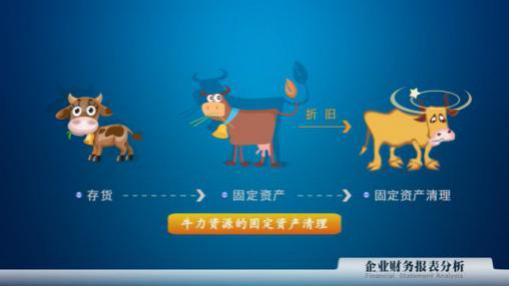 折 旧
存货
固定资产
固定资产清理
牛力资源的固定资产清理
企业财务报表分析
Financial Statement Analysis